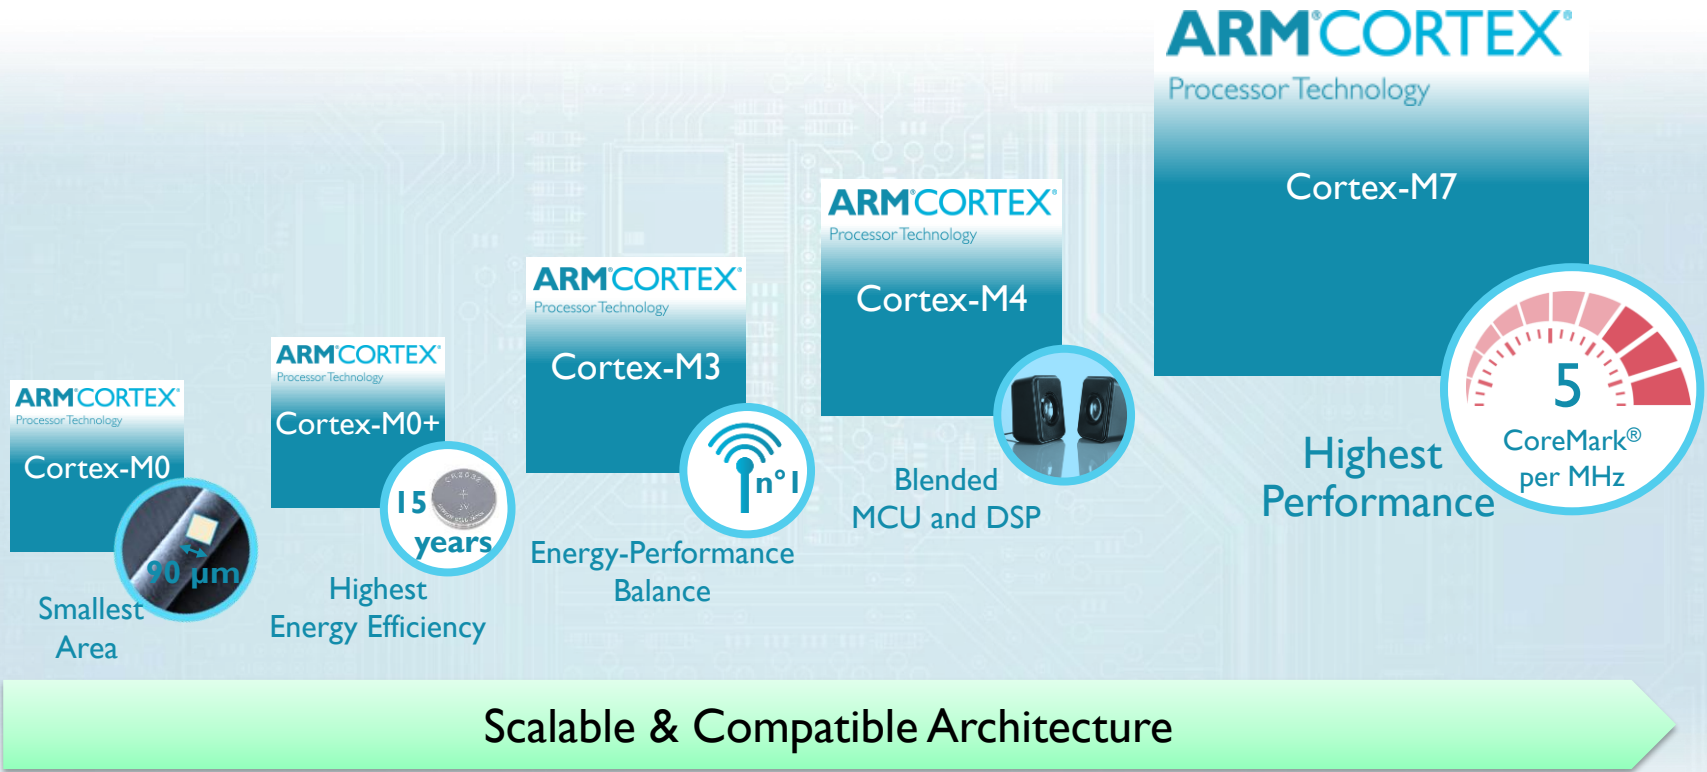 ARM®CORTEX®
Processor Technology
Cortex-M0
90 µm
Smallest
Area
ARM®CORTEX®
Processor Technology
Cortex-M0+
15
years
Highest
Energy Efficiency
ARM®CORTEX®
Processor Technology
Cortex-M3
n°1
Energy-Performance
Balance
ARM®CORTEX®
Processor Technology
Cortex-M4
Blended
MCU and DSP
ARM®CORTEX®
Processor Technology
Cortex-M7
5
CoreMark®
per MHz
Highest
Performance
Scalable & Compatible Architecture